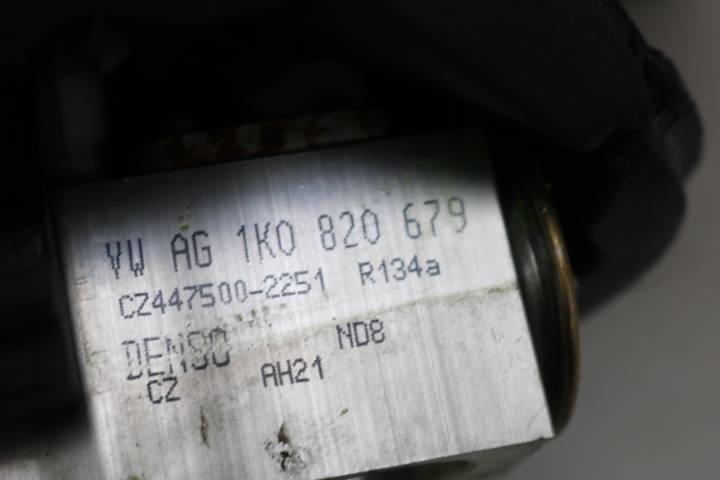 VW AG 1K0 820 679
CZ447500-2251 R134a
DENSO ND8
CZ AH21